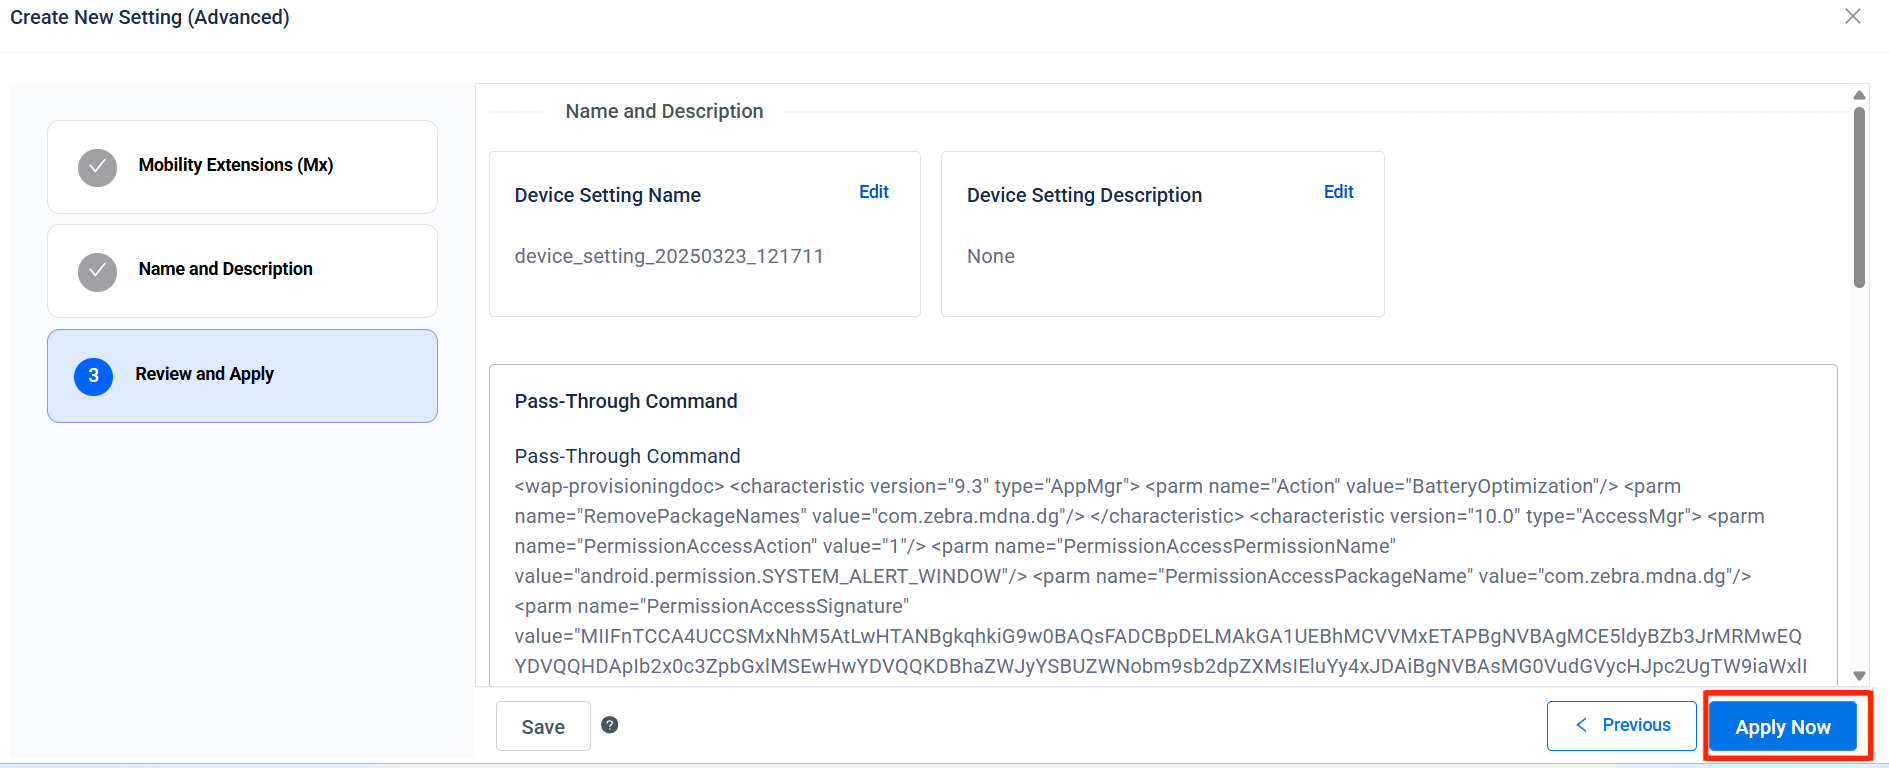 Create New Setting (Advanced)
Mobility Extensions (Mx)
Name and Description
3
Review and Apply
Name and Description
Device Setting Name
Edit
device_setting_20250323_121711
Device Setting Description
Edit
None
Pass-Through Command
Pass-Through Command
<wap-provisioningdoc> <characteristic version="9.3" type="AppMgr"> <parm name="Action" value="BatteryOptimization"/> <parm
name="RemovePackageNames" value="com.zebra.mdna.dg"/> </characteristic> <characteristic version="10.0" type="AccessMgr"> <parm
name="PermissionAccessAction" value="1"/> <parm name="PermissionAccessPermissionName"
value="android.permission.SYSTEM_ALERT_WINDOW"/> <parm name="PermissionAccessPackageName" value="com.zebra.mdna.dg"/>
<parm name="PermissionAccessSignature"
value="MIIFnTCCA4UCCSMxNhM5AtLwHTANBgkqhkiG9w0BAQsFADCBpDELMAkGA1UEBhMCVVMxETAPBgNVBAgMCE5ldyBZb3JrMRMwEQ
YDVQQHDApIb2x0c3ZpbGxlMSEwHwYDVQQKDBhaZWJyYSBUZWNobm9sb2dpZXMsIEluYy4xJDAiBgNVBAsMG0VudGVycHJpc2UgTW9iaWxlI
Save
?
Previous
Apply Now